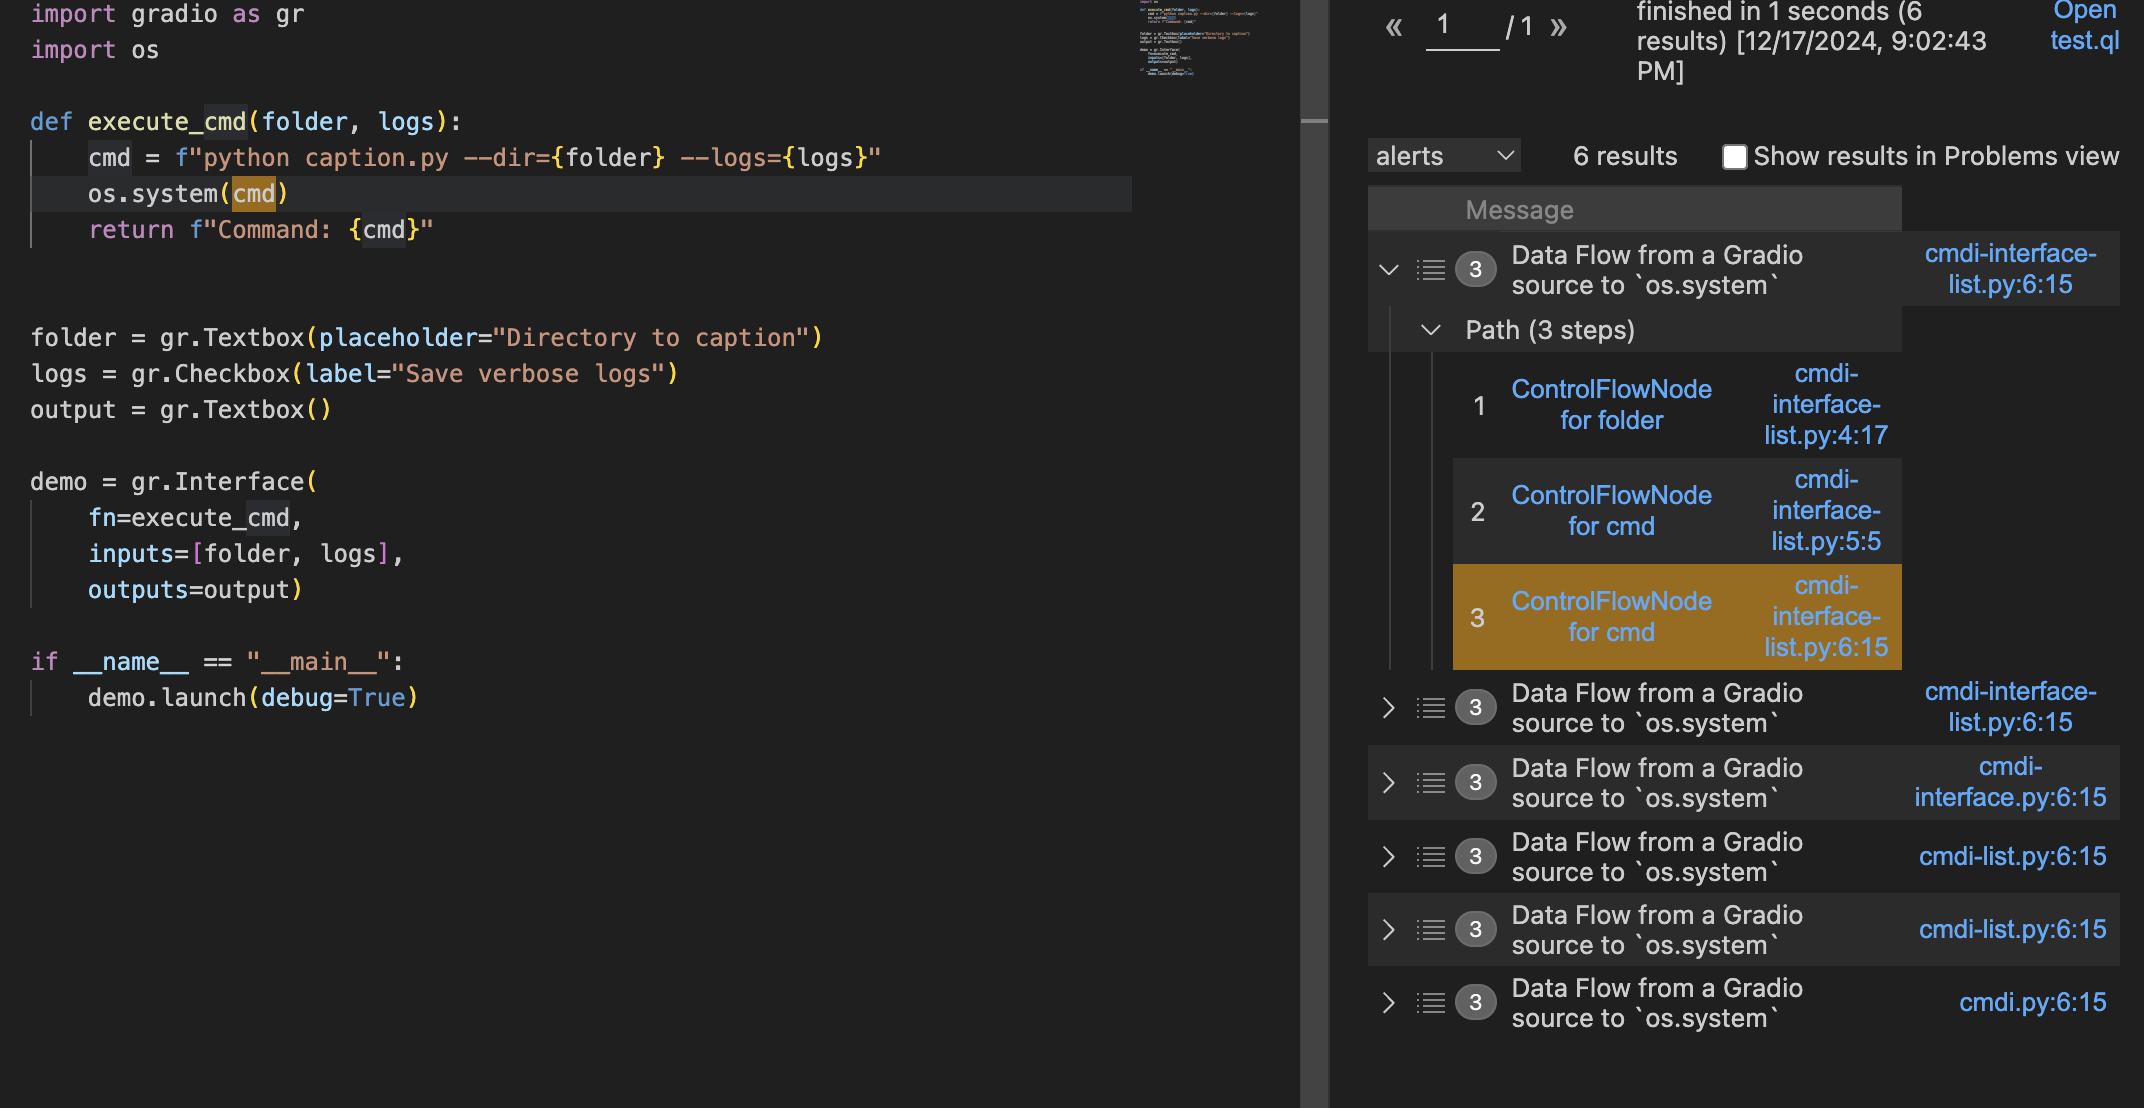 import gradio as gr
import os
def execute_cmd(folder, logs):
    cmd = f"python caption.py --dir={folder} --logs={logs}"
    os.system(cmd)
    return f"Command: {cmd}"
folder = gr.Textbox(placeholder="Directory to caption")
logs = gr.Checkbox(label="Save verbose logs")
output = gr.Textbox()
demo = gr.Interface(
    fn=execute_cmd,
    inputs=[folder, logs],
    outputs=output)
if __name__ == "__main__":
    demo.launch(debug=True)
« 1 / 1 »
finished in 1 seconds (6
results) [12/17/2024, 9:02:43
PM]
Open
test.ql
alerts
6 results
Show results in Problems view
Message
3
Data Flow from a Gradio
source to `os.system`
cmdi-interface-
list.py:6:15
Path (3 steps)
1
ControlFlowNode
for folder
cmdi-
interface-
list.py:4:17
2
ControlFlowNode
for cmd
cmdi-
interface-
list.py:5:5
3
ControlFlowNode
for cmd
cmdi-
interface-
list.py:6:15
3
Data Flow from a Gradio
source to `os.system`
cmdi-interface-
list.py:6:15
3
Data Flow from a Gradio
source to `os.system`
cmdi-
interface.py:6:15
3
Data Flow from a Gradio
source to `os.system`
cmdi-list.py:6:15
3
Data Flow from a Gradio
source to `os.system`
cmdi-list.py:6:15
3
Data Flow from a Gradio
source to `os.system`
cmdi.py:6:15